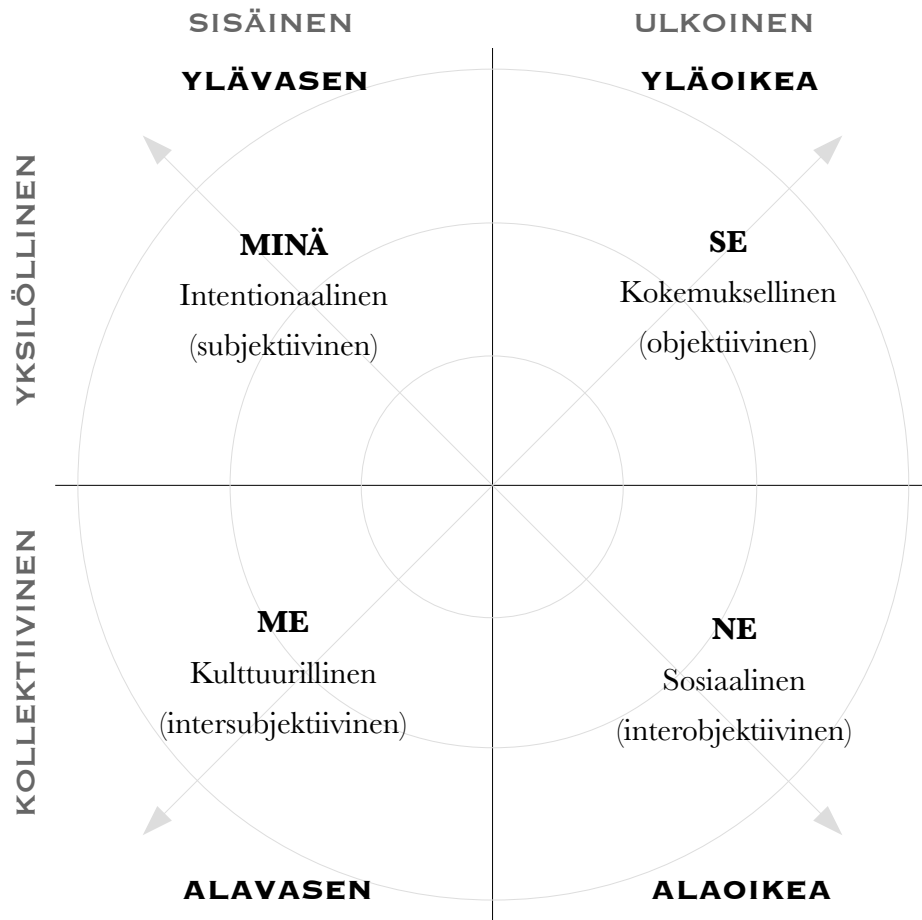 SISÄINEN
ULKOINEN
YLÄVASEN
YLÄOIKEA
YKSILÖLLINEN
MINÄ
Intentionaalinen
(subjektiivinen)
SE
Kokemuksellinen
(objektiivinen)
KOLLEKTIIVINEN
ME
Kulttuurillinen
(intersubjektiivinen)
NE
Sosiaalinen
(interobjektiivinen)
ALAVASEN
ALAOIKEA